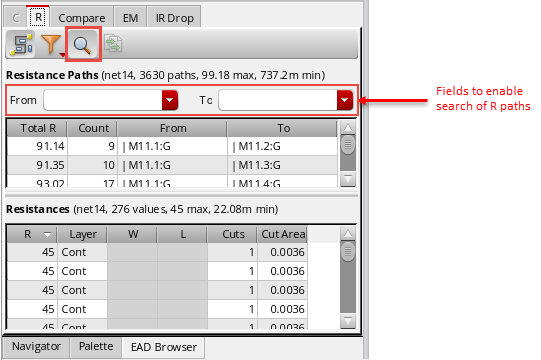 C R Compare EM IR Drop
Resistance Paths (net14, 3630 paths, 99.18 max, 737.2m min)
From To
Fields to enable
search of R paths
Total R Count From To
91.14 9 |M11.1:G |M11.2:G
91.35 10 |M11.1:G |M11.3:G
93.02 17 |M11.1:G |M11.4:G
Resistances (net14, 276 values, 45 max, 22.08m min)
R Layer W L Cuts Cut Area
45 Cont 1 0.0036
45 Cont 1 0.0036
45 Cont 1 0.0036
45 Cont 1 0.0036
45 Cont 1 0.0036
Navigator Palette EAD Browser